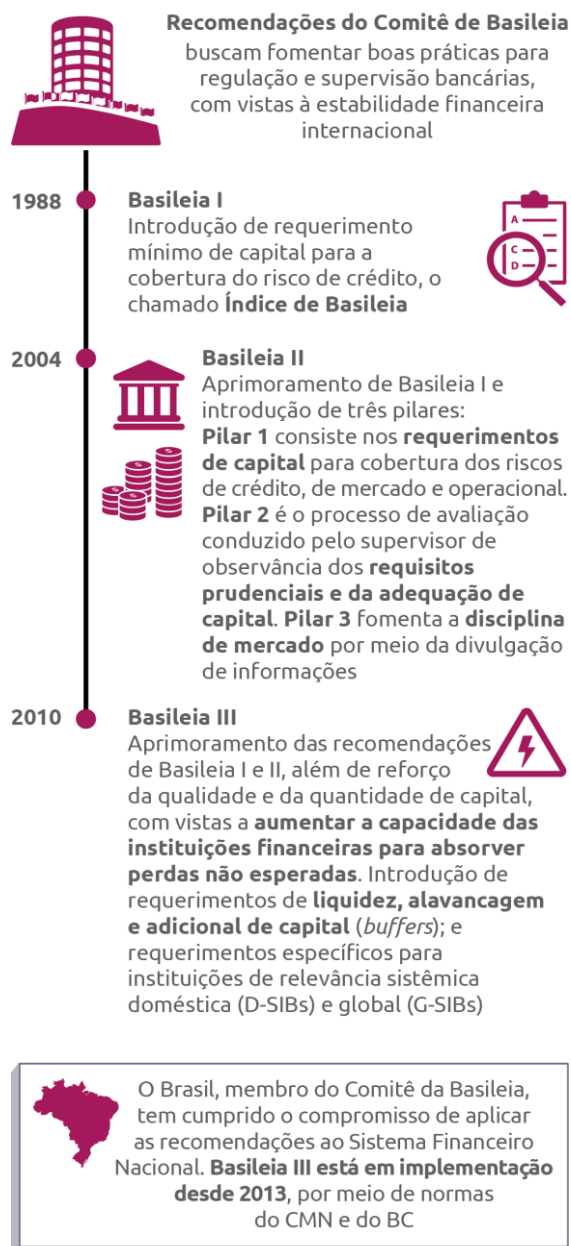 Recomendações do Comitê de Basileia
buscam fomentar boas práticas para
regulação e supervisão bancárias,
com vistas à estabilidade financeira
internacional
1988
Basileia I
Introdução de requerimento
mínimo de capital para a
cobertura do risco de crédito, o
chamado Índice de Basileia
A
C
D
2004
Basileia II
Aprimoramento de Basileia I e
introdução de três pilares:
Pilar 1 consiste nos requerimentos
de capital para cobertura dos riscos
de crédito, de mercado e operacional.
Pilar 2 é o processo de avaliação
conduzido pelo supervisor de
observância dos requisitos
prudenciais e da adequação de
capital. Pilar 3 fomenta a disciplina
de mercado por meio da divulgação
de informações
$
$
$
2010
Basileia III
Aprimoramento das recomendações
de Basileia I e II, além de reforço
da qualidade e da quantidade de capital,
com vistas a aumentar a capacidade das
instituições financeiras para absorver
perdas não esperadas. Introdução de
requerimentos de liquidez, alavancagem
e adicional de capital (buffers); e
requerimentos específicos para
instituições de relevância sistêmica
doméstica (D-SIBs) e global (G-SIBs)
O Brasil, membro do Comitê da Basileia,
tem cumprido o compromisso de aplicar
as recomendações ao Sistema Financeiro
Nacional. Basileia III está em implementação
desde 2013, por meio de normas
do CMN e do BC